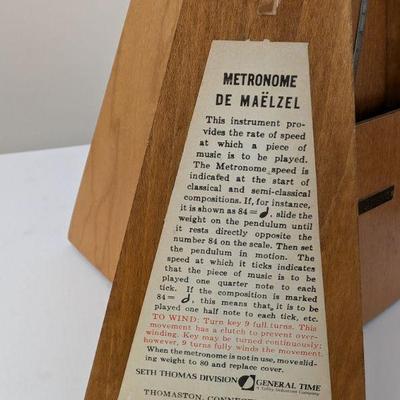 METRONOME
DE MAËLZEL
This instrument pro-
vides the rate of speed
at which a piece of
music is to be played.
The Metronome speed is
indicated at the start of
classical and semi-classical
compositions. If, for instance,
it is shown as 84 = ♩, slide the
weight on the pendulum until
it rests directly opposite the
number 84 on the scale. Then set
the pendulum in motion. The
speed at which it ticks indicates
that the piece of music is to be
played one quarter note to each
tick. If the composition is marked
84 = 𝅗𝅥, this means that it is to be
played one half note to each tick, etc.
TO WIND: Turn key 9 full turns. This
movement has a clutch to prevent over-
winding. Key may be turned continuously;
however, 9 turns fully winds the movement.
When the metronome is not in use, move slid-
ing weight to 80 and replace cover.
SETH THOMAS DIVISION GENERAL TIME
A Talley Industries Company
THOMASTON,